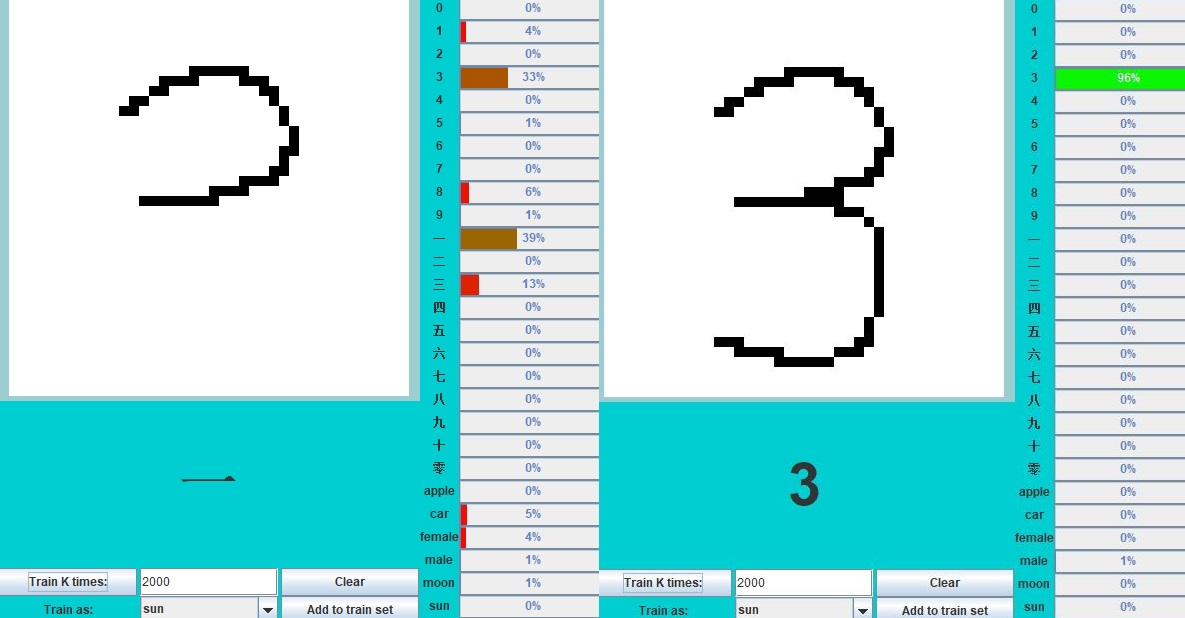 0 0%
1 4%
2 0%
3 33%
4 0%
5 1%
6 0%
7 0%
8 6%
9 1%
一 39%
二 0%
三 13%
四 0%
五 0%
六 0%
七 0%
八 0%
九 0%
十 0%
零 0%
apple 0%
car 5%
female 4%
male 1%
moon 1%
sun 0%
一
Train K times: 2000 Clear
Train as: sun Add to train set
3
0 0%
1 0%
2 0%
3 96%
4 0%
5 0%
6 0%
7 0%
8 0%
9 0%
一 0%
二 0%
三 0%
四 0%
五 0%
六 0%
七 0%
八 0%
九 0%
十 0%
零 0%
apple 0%
car 0%
female 0%
male 1%
moon 0%
sun 0%
3
Train K times: 2000 Clear
Train as: sun Add to train set